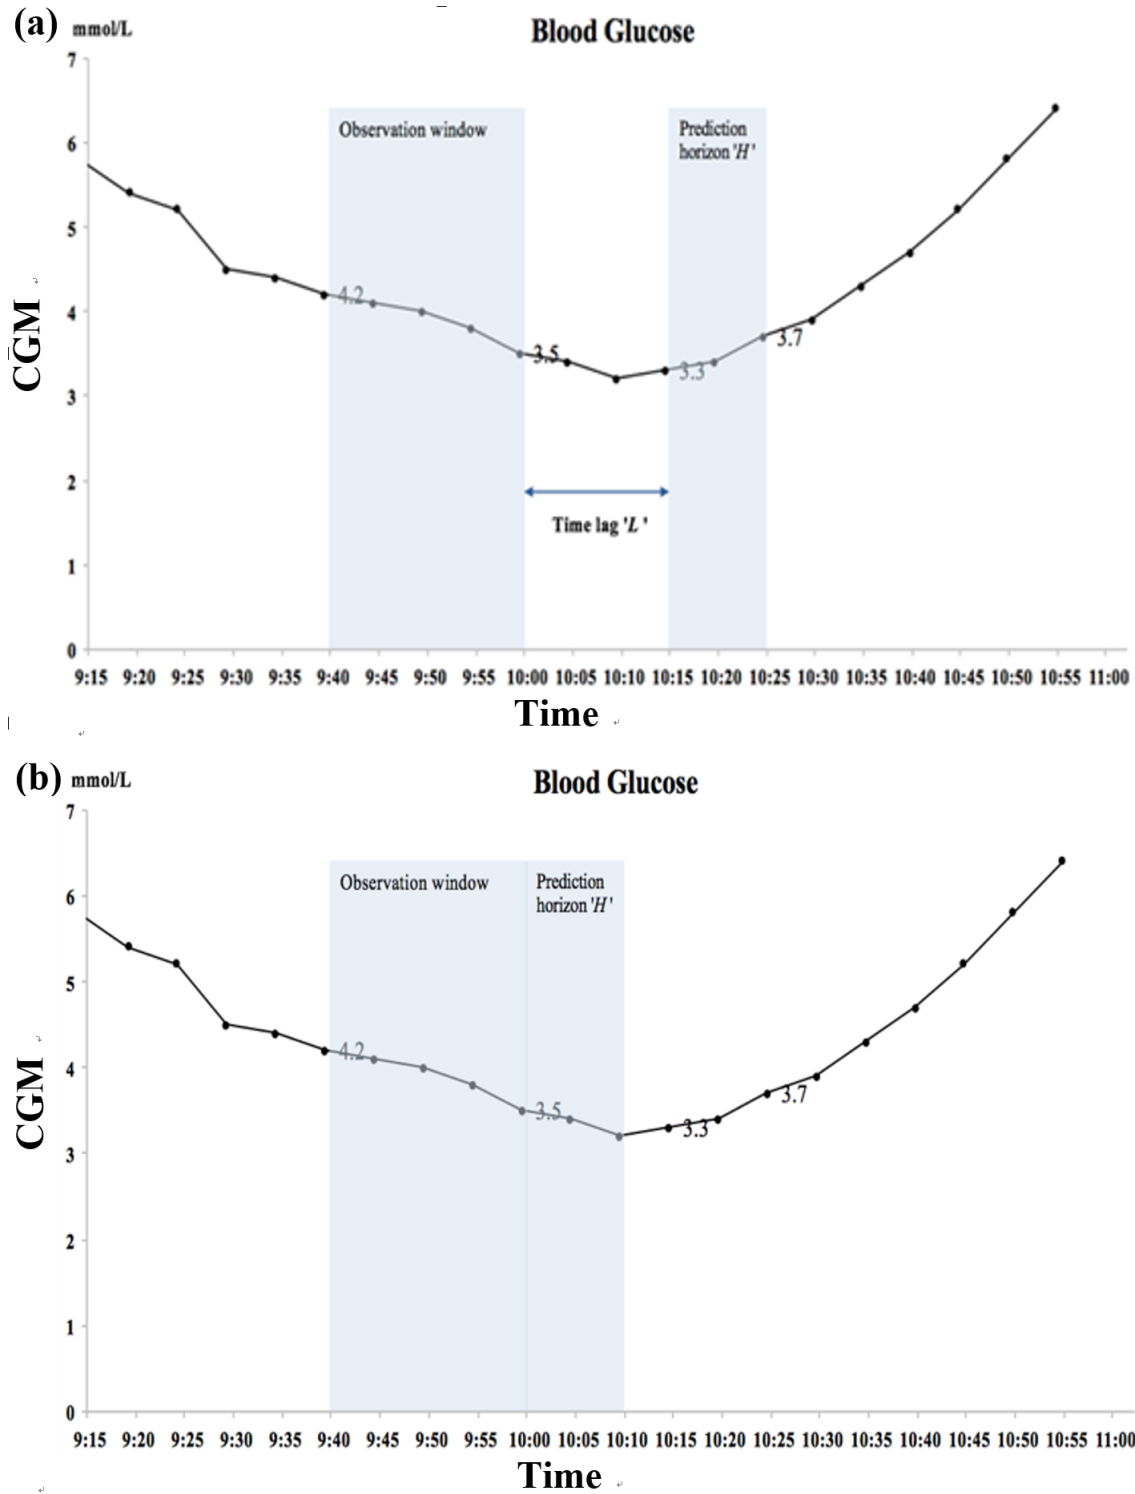 (a) mmol/L
Blood Glucose
7
6
5
4
3
2
1
0
CGM
Observation window
Prediction
horizon 'H'
4.2
3.5
3.3
3.7
Time lag 'L'
9:15 9:20 9:25 9:30 9:35 9:40 9:45 9:50 9:55 10:00 10:05 10:10 10:15 10:20 10:25 10:30 10:35 10:40 10:45 10:50 10:55 11:00
Time
(b) mmol/L
Blood Glucose
7
6
5
4
3
2
1
0
CGM
Observation window
Prediction
horizon 'H'
4.2
3.5
3.3
3.7
9:15 9:20 9:25 9:30 9:35 9:40 9:45 9:50 9:55 10:00 10:05 10:10 10:15 10:20 10:25 10:30 10:35 10:40 10:45 10:50 10:55 11:00
Time